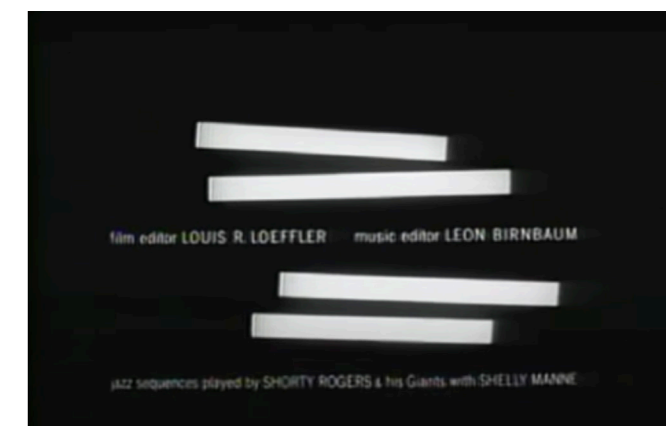 film editor LOUIS R. LOEFFLER music editor LEON BIRNBAUM
jazz sequences played by SHORTY ROGERS & his Giants with SHELLY MANNE